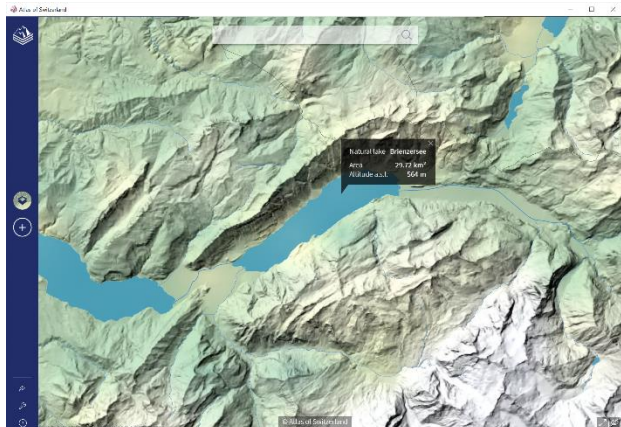 Atlas of Switzerland
Natural lake Brienzersee
Area 29.72 km²
Altitude a.s.l. 564 m
© Atlas of Switzerland